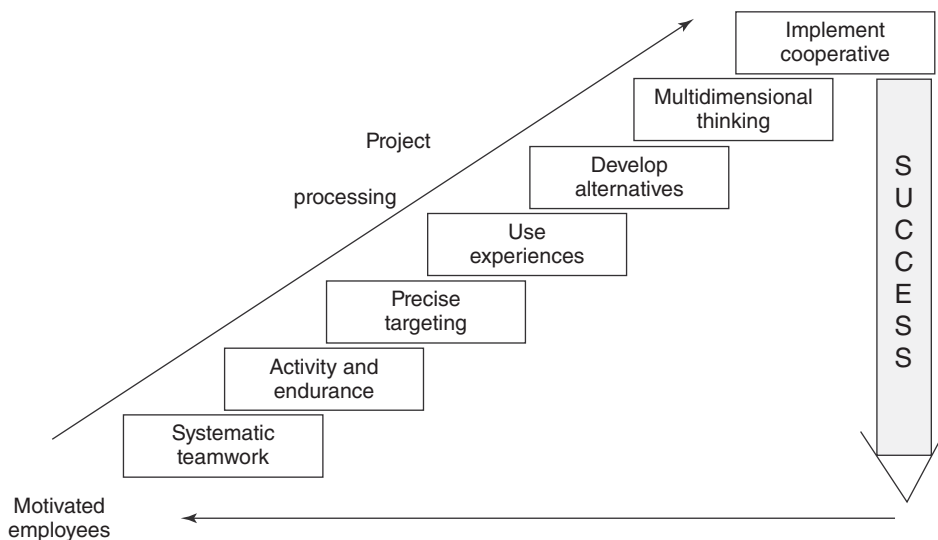 Implement
cooperative
Multidimensional
thinking
Project
Develop
alternatives
processing
Use
experiences
Precise
targeting
Activity and
endurance
Systematic
teamwork
SUCCESS
Motivated
employees